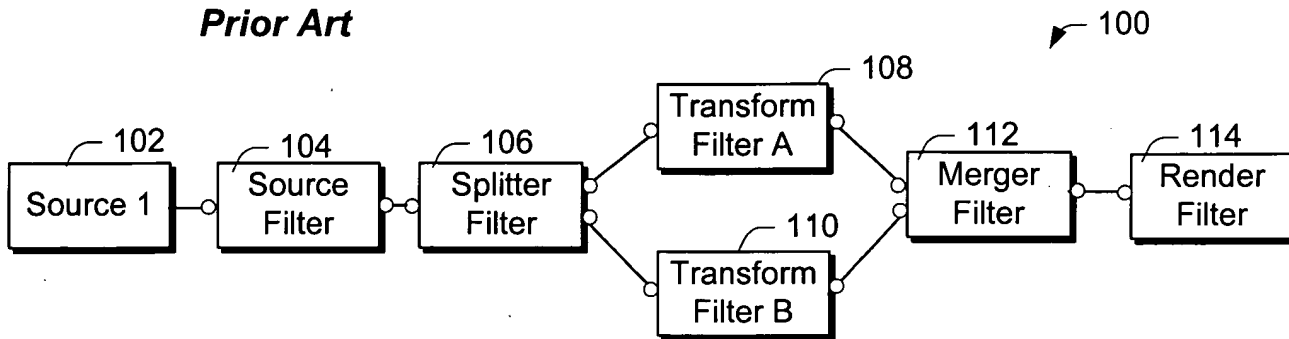 Prior Art
100
108
Transform
Filter A
102
Source 1
104
Source
Filter
106
Splitter
Filter
110
Transform
Filter B
112
Merger
Filter
114
Render
Filter